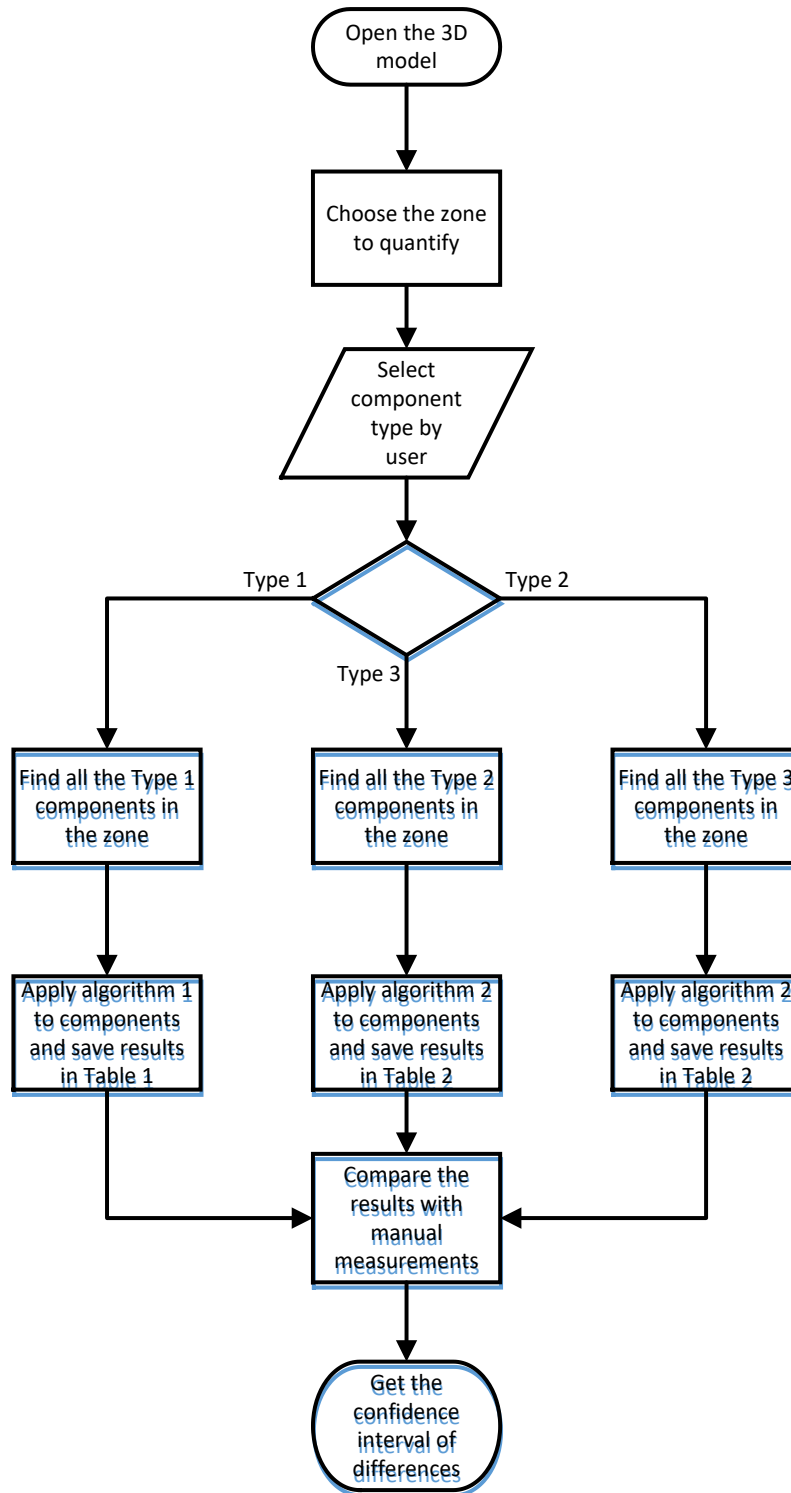 Open the 3D
model
Choose the zone
to quantify
Select
component
type by
user
Type 1
Type 2
Type 3
Find all the Type 1
components in
the zone
Find all the Type 2
components in
the zone
Find all the Type 3
components in
the zone
Apply algorithm 1
to components
and save results
in Table 1
Apply algorithm 2
to components
and save results
in Table 2
Apply algorithm 2
to components
and save results
in Table 2
Compare the
results with
manual
measurements
Get the
confidence
interval of
differences